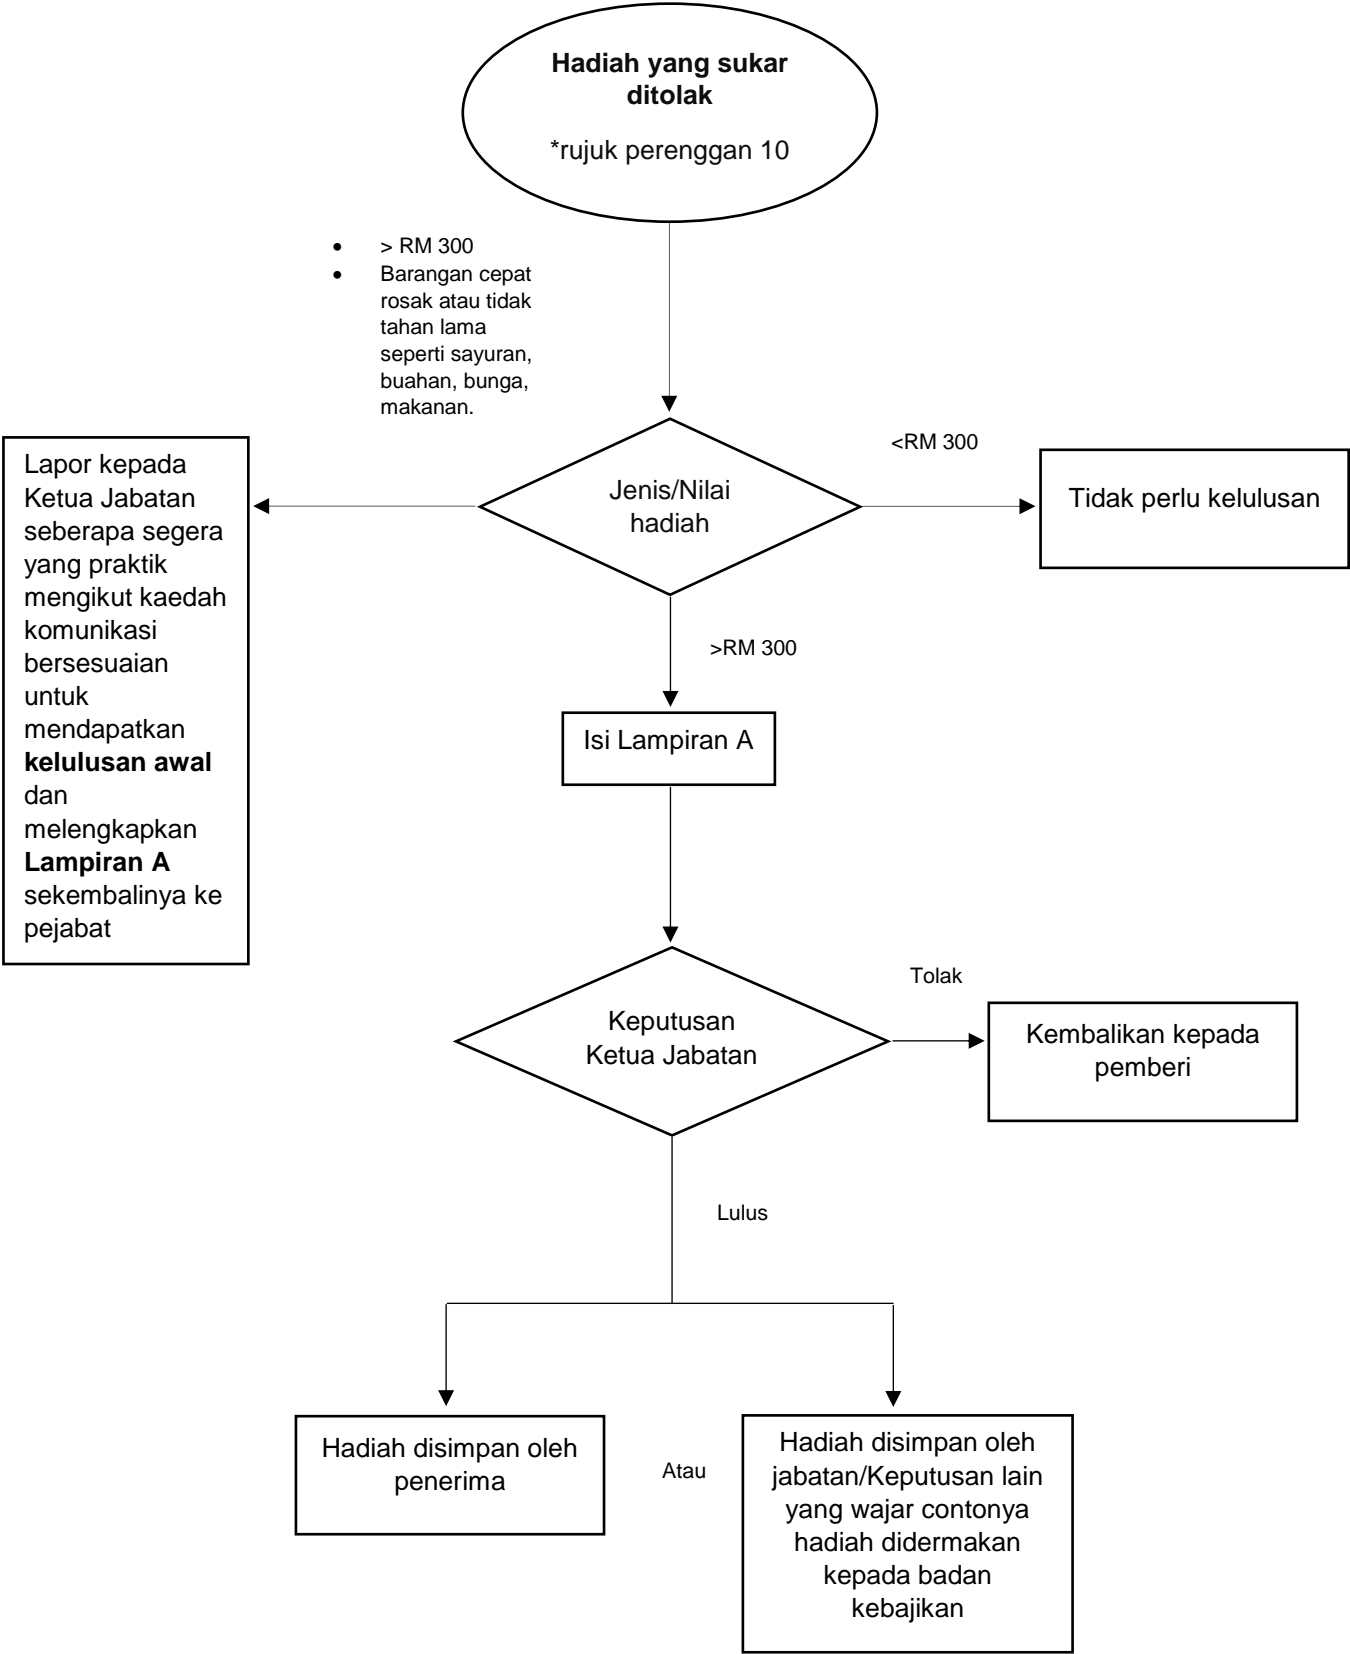 Hadiah yang sukar
ditolak
*rujuk perenggan 10
• > RM 300
• Barangan cepat
rosak atau tidak
tahan lama
seperti sayuran,
buahan, bunga,
makanan.
Jenis/Nilai
hadiah
<RM 300
Tidak perlu kelulusan
Lapor kepada
Ketua Jabatan
seberapa segera
yang praktik
mengikut kaedah
komunikasi
bersesuaian
untuk
mendapatkan
kelulusan awal
dan
melengkapkan
Lampiran A
sekembalinya ke
pejabat
>RM 300
Isi Lampiran A
Keputusan
Ketua Jabatan
Tolak
Kembalikan kepada
pemberi
Lulus
Hadiah disimpan oleh
penerima
Atau
Hadiah disimpan oleh
jabatan/Keputusan lain
yang wajar contonya
hadiah didermakan
kepada badan
kebajikan